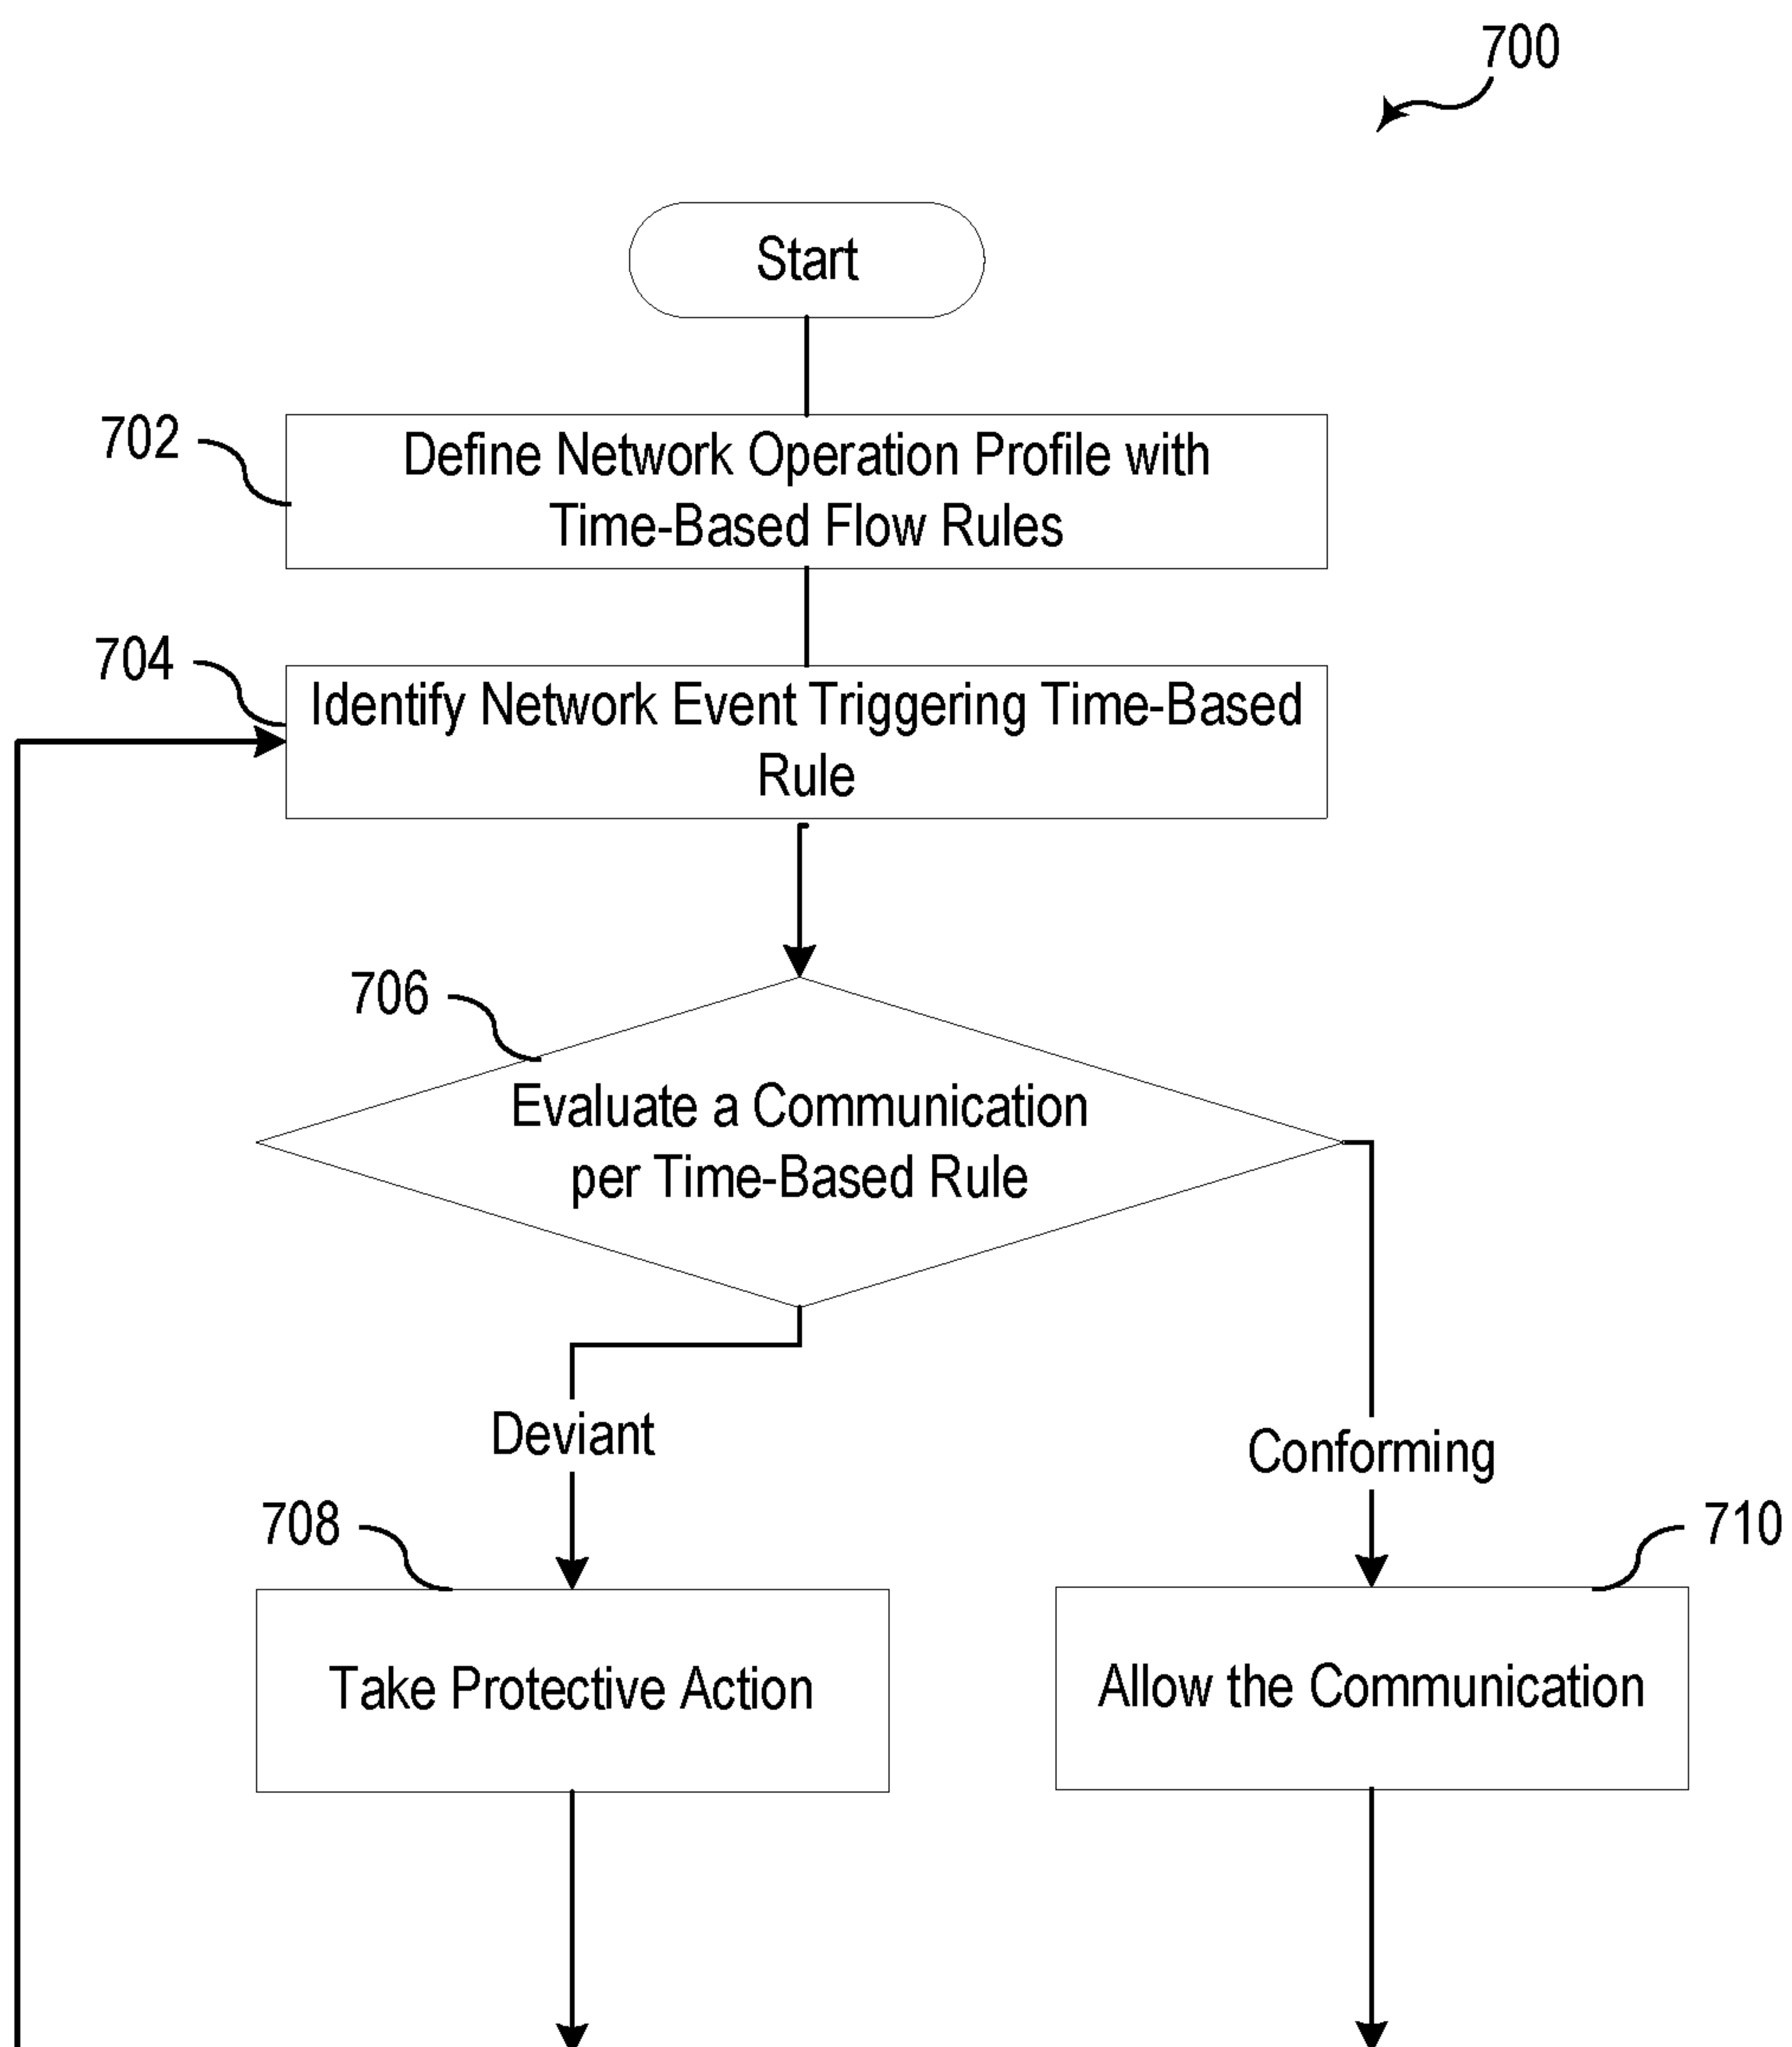 700
Start
702
Define Network Operation Profile with
Time-Based Flow Rules
704
Identify Network Event Triggering Time-Based
Rule
706
Evaluate a Communication
per Time-Based Rule
Deviant
Conforming
708
710
Take Protective Action
Allow the Communication